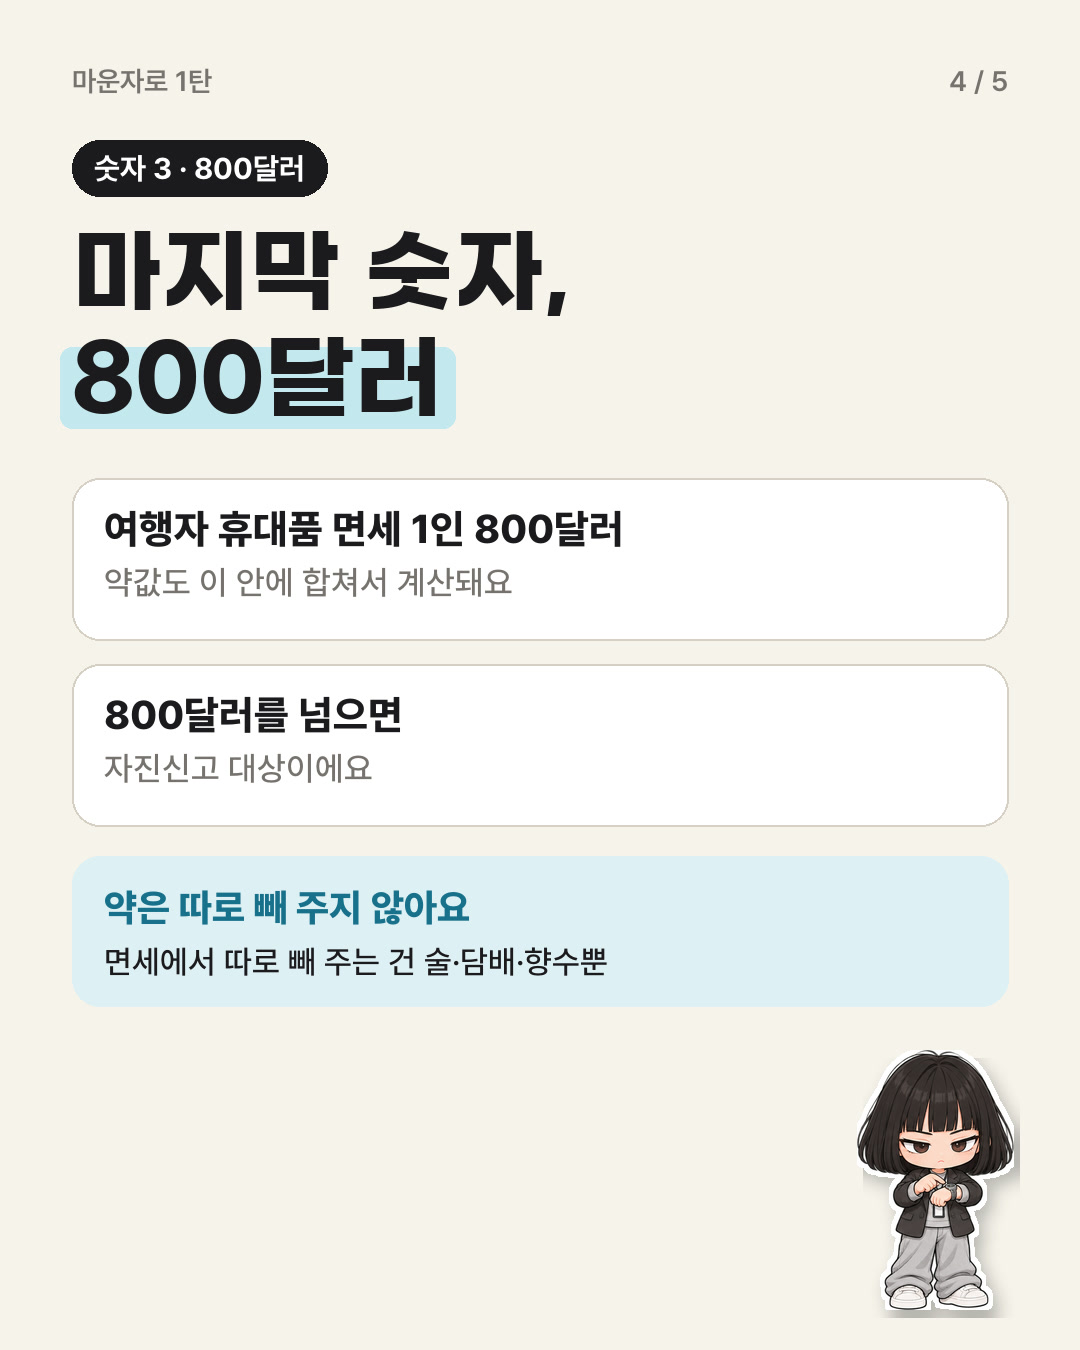 마운자로 1탄
4 / 5
숫자 3 · 800달러
마지막 숫자,
800달러
여행자 휴대품 면세 1인 800달러
약값도 이 안에 합쳐서 계산돼요
800달러를 넘으면
자진신고 대상이에요
약은 따로 빼 주지 않아요
면세에서 따로 빼 주는 건 술·담배·향수뿐